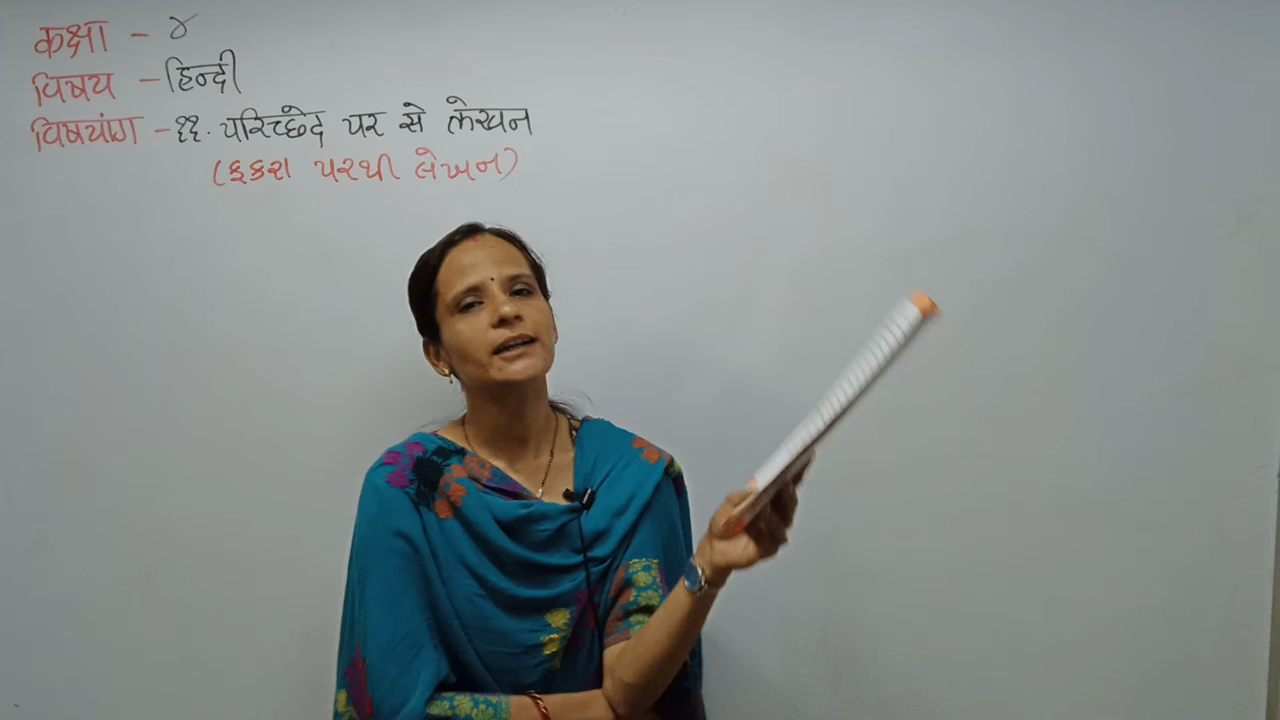 कक्षा - ४
विषय - हिन्दी
विषयांग - ११. परिच्छेद पर से लेखन
(ફકરા પરથી લેખન)